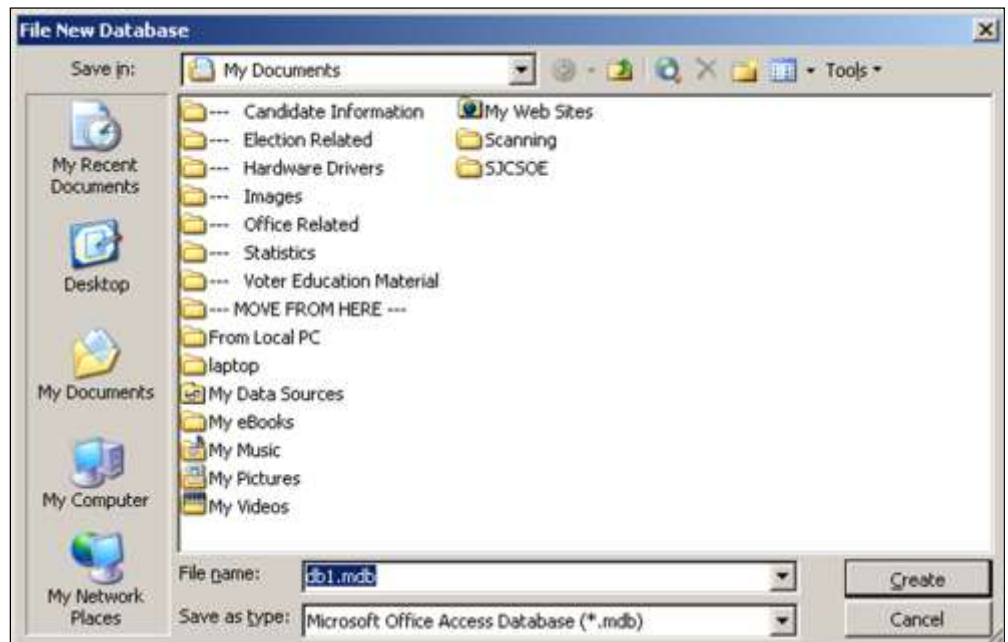 File New Database
Save in:
My Documents
Tools
My Recent
Documents
Desktop
My Documents
My Computer
My Network
Places
--- Candidate Information
--- Election Related
--- Hardware Drivers
--- Images
--- Office Related
--- Statistics
--- Voter Education Material
--- MOVE FROM HERE ---
From Local PC
laptop
My Data Sources
My eBooks
My Music
My Pictures
My Videos
My Web Sites
Scanning
SJCSOE
File name:
db1.mdb
Create
Save as type:
Microsoft Office Access Database (*.mdb)
Cancel